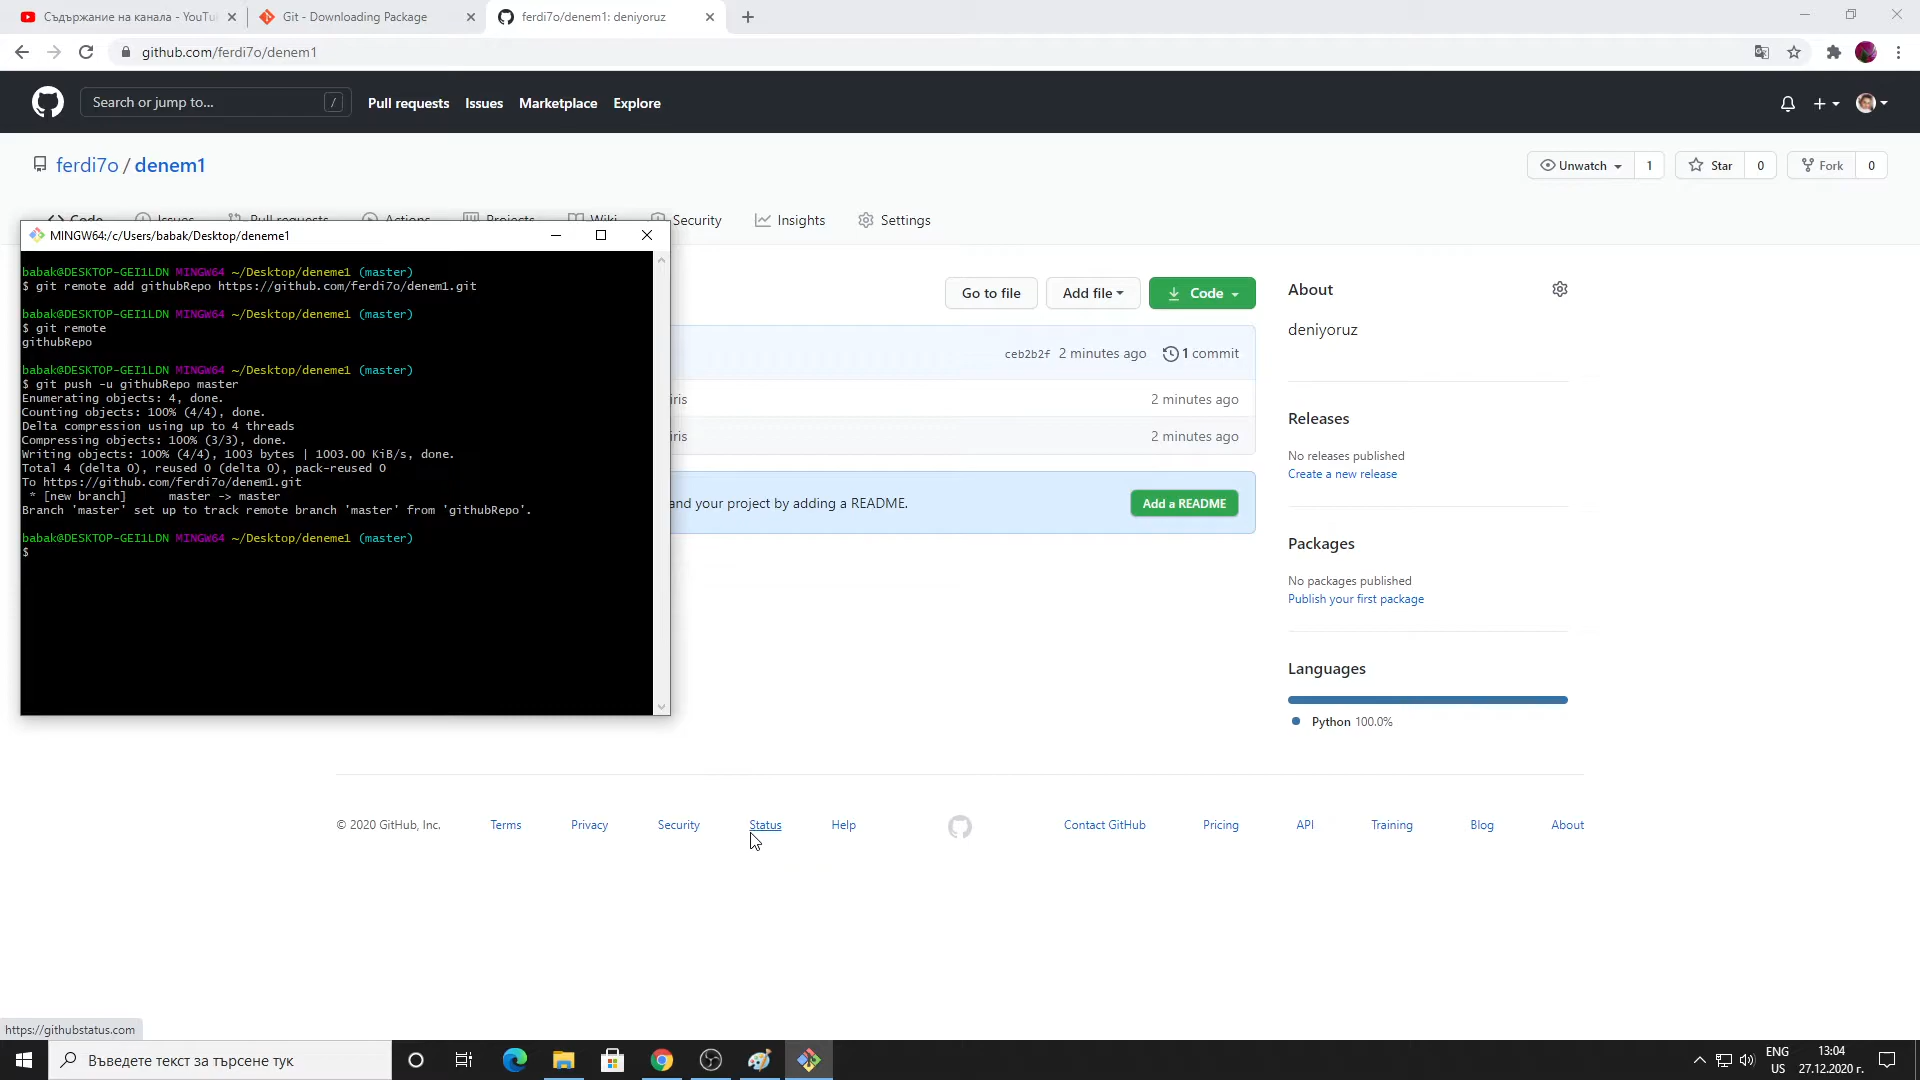 Съдържание на канала - YouTu
Git - Downloading Package
ferdi7o/denem1: deniyoruz
github.com/ferdi7o/denem1
Search or jump to...
/
Pull requests
Issues
Marketplace
Explore
ferdi7o / denem1
Unwatch
1
Star
0
Fork
0
Code
Issues
Pull requests
Actions
Projects
Wiki
Security
Insights
Settings
MINGW64:/c/Users/babak/Desktop/deneme1
babak@DESKTOP-GEI1LDN MINGW64 ~/Desktop/deneme1 (master)
$ git remote add githubRepo https://github.com/ferdi7o/denem1.git
babak@DESKTOP-GEI1LDN MINGW64 ~/Desktop/deneme1 (master)
$ git remote
githubRepo
babak@DESKTOP-GEI1LDN MINGW64 ~/Desktop/deneme1 (master)
$ git push -u githubRepo master
Enumerating objects: 4, done.
Counting objects: 100% (4/4), done.
Delta compression using up to 4 threads
Compressing objects: 100% (3/3), done.
Writing objects: 100% (4/4), 1003 bytes | 1003.00 KiB/s, done.
Total 4 (delta 0), reused 0 (delta 0), pack-reused 0
To https://github.com/ferdi7o/denem1.git
* [new branch]      master -> master
Branch 'master' set up to track remote branch 'master' from 'githubRepo'.
babak@DESKTOP-GEI1LDN MINGW64 ~/Desktop/deneme1 (master)
$
Go to file
Add file
Code
ceb2b2f 2 minutes ago
1 commit
iris
2 minutes ago
iris
2 minutes ago
and your project by adding a README.
Add a README
About
deniyoruz
Releases
No releases published
Create a new release
Packages
No packages published
Publish your first package
Languages
Python 100.0%
© 2020 GitHub, Inc.
Terms
Privacy
Security
Status
Help
Contact GitHub
Pricing
API
Training
Blog
About
https://githubstatus.com
Въведете текст за търсене тук
ENG
US
13:04
27.12.2020 г.